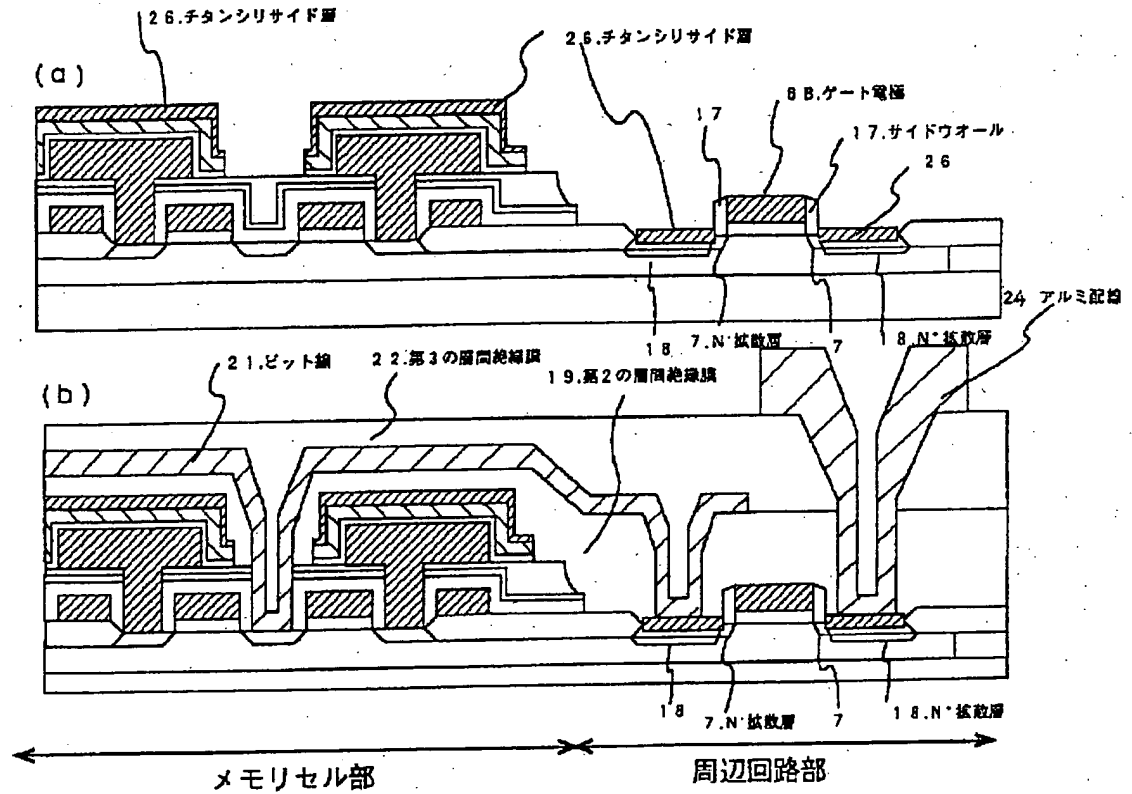 26.チタンシリサイド層
26.チタンシリサイド層
(a)
6B.ゲート電極
17
17.サイドウオール
26
24 アルミ配線
18
7.N⁻拡散層
7
18.N⁺拡散層
21.ビット線
22.第3の層間絶縁膜
19.第2の層間絶縁膜
(b)
18
7.N⁻拡散層
7
18.N⁺拡散層
メモリセル部
周辺回路部